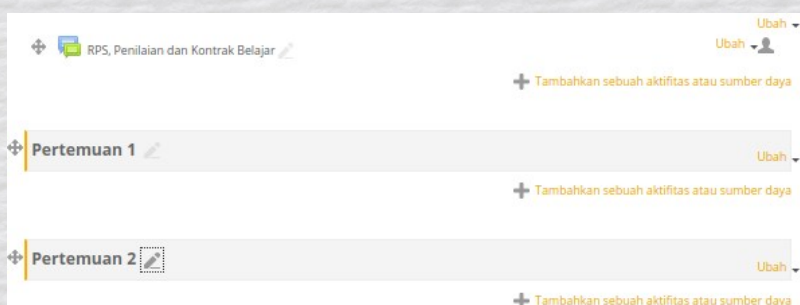 Ubah
RPS, Penilaian dan Kontrak Belajar
Ubah
Tambahkan sebuah aktifitas atau sumber daya
Pertemuan 1
Ubah
Tambahkan sebuah aktifitas atau sumber daya
Pertemuan 2
Ubah
Tambahkan sebuah aktifitas atau sumber daya